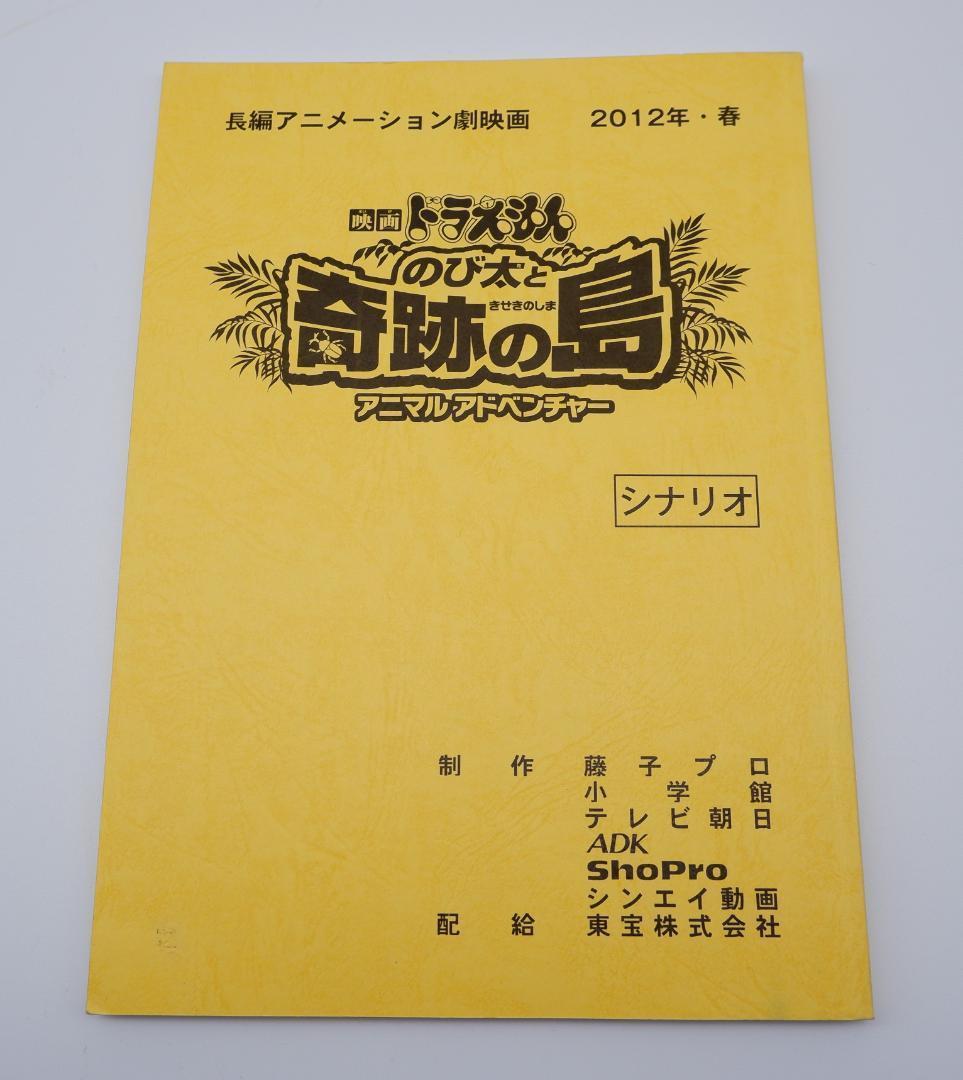 長編アニメーション劇映画　2012年・春
映画ドラえもん
のび太と
きせきのしま
奇跡の島
アニマルアドベンチャー
シナリオ
制作　藤子プロ
小学館
テレビ朝日
ADK
ShoPro
シンエイ動画
配給　東宝株式会社